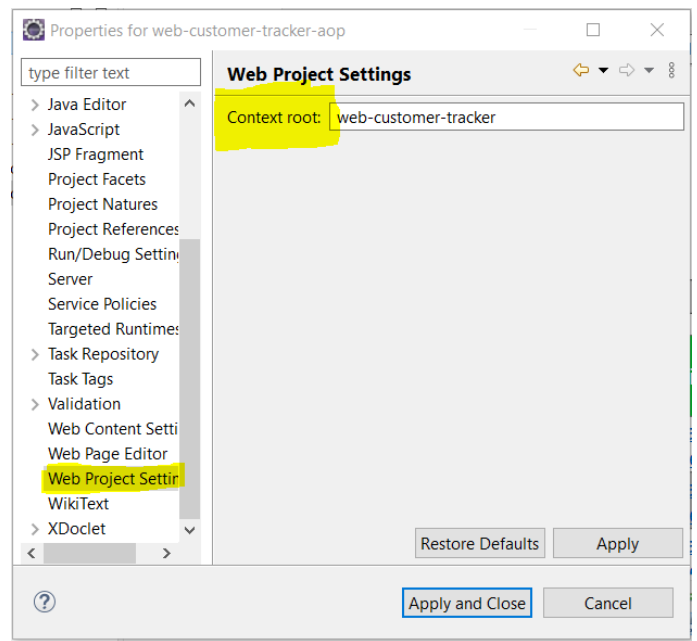 Properties for web-customer-tracker-aop
type filter text
Web Project Settings
Java Editor
JavaScript
JSP Fragment
Project Facets
Project Natures
Project References
Run/Debug Settin
Server
Service Policies
Targeted Runtimes
Task Repository
Task Tags
Validation
Web Content Setti
Web Page Editor
Web Project Settin
WikiText
XDoclet
Context root: web-customer-tracker
Restore Defaults Apply
? Apply and Close Cancel